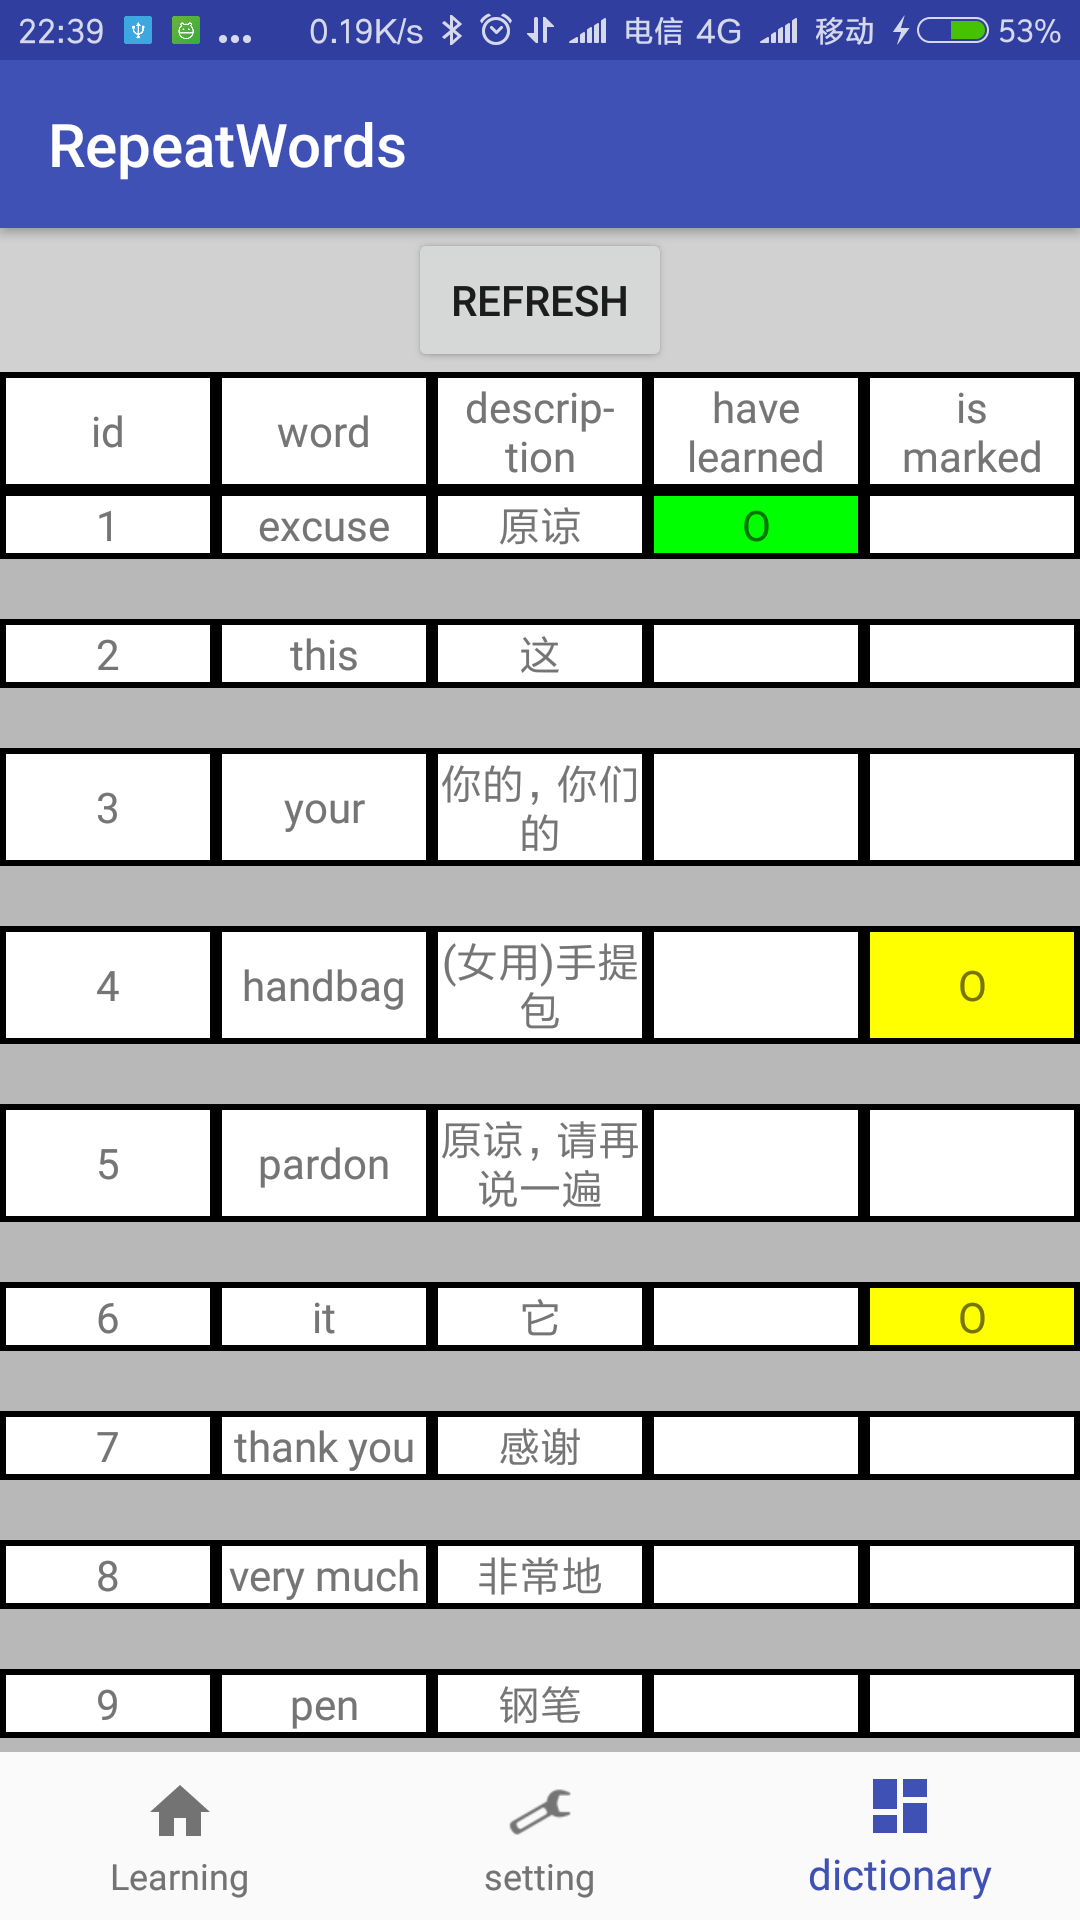 22:39 ... 0.19K/s 电信 4G 移动 53%
RepeatWords
REFRESH
id word descrip- have is
tion learned marked
1 excuse 原谅 O
2 this 这
3 your 你的，你们
的
4 handbag (女用)手提 O
包
5 pardon 原谅，请再
说一遍
6 it 它 O
7 thank you 感谢
8 very much 非常地
9 pen 钢笔
Learning setting dictionary